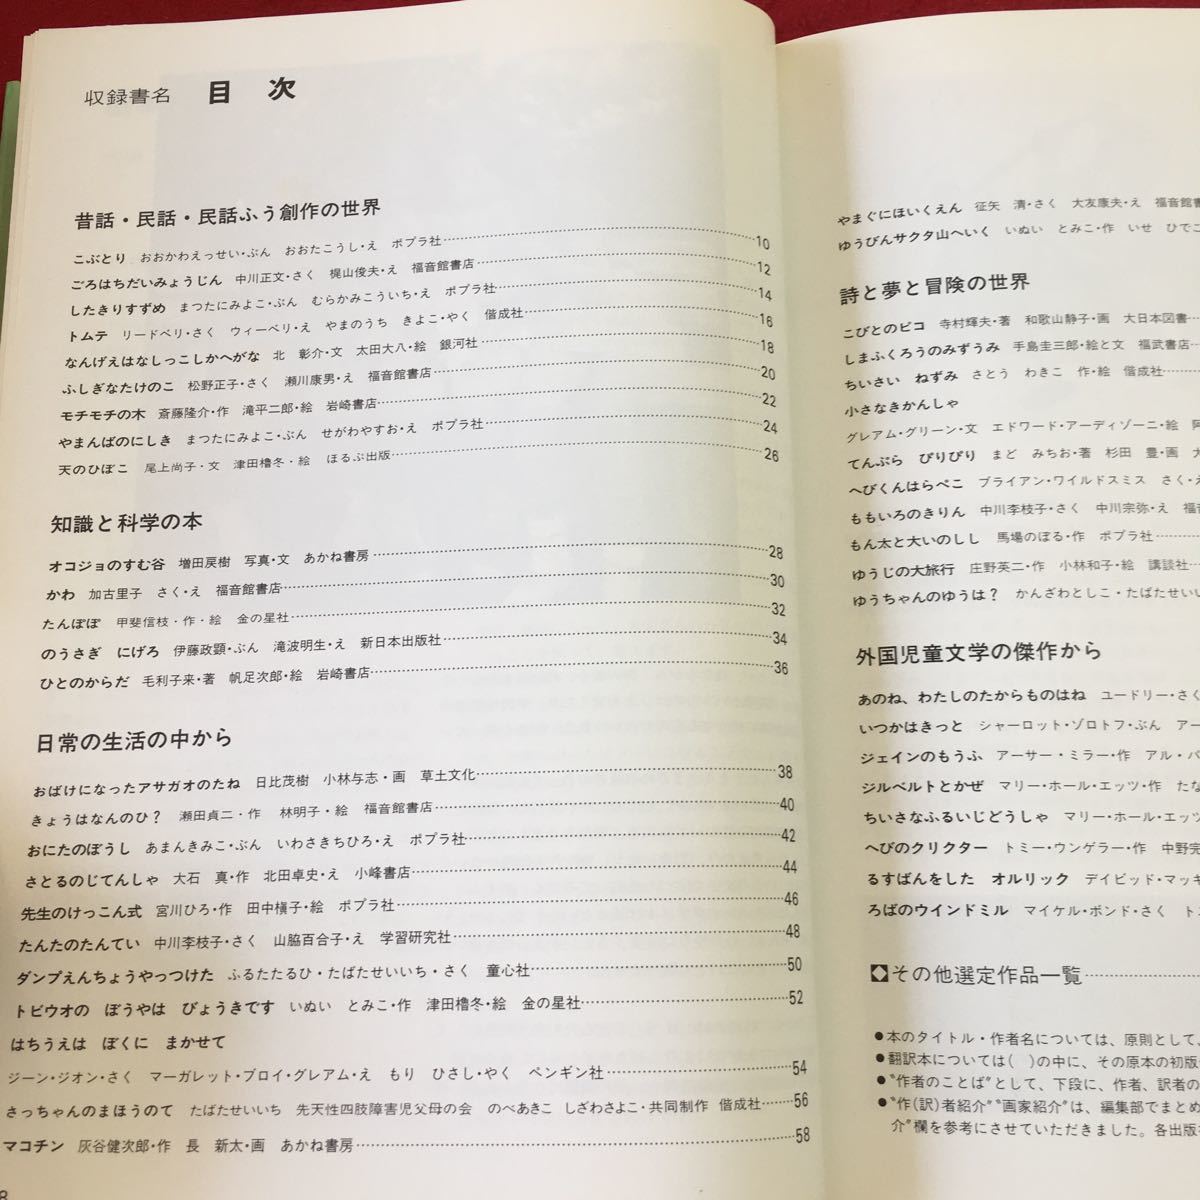 収録書名　目　次
昔話・民話・民話ふう創作の世界
こぶとり　おおかわえっせい・ぶん　おおたこうし・え　ポプラ社……10
ごろはちだいみょうじん　中川正文・さく　梶山俊夫・え　福音館書店……12
したきりすずめ　まつたにみよこ・ぶん　むらかみこういち・え　ポプラ社……14
トムテ　リードベリ・さく　ウィーベリ・え　やまのうち　きよこ・やく　偕成社……16
なんげえはなしっこしかへがな　北　彰介・文　太田大八・絵　銀河社……18
ふしぎなたけのこ　松野正子・さく　瀬川康男・え　福音館書店……20
モチモチの木　斎藤隆介・作　滝平二郎・絵　岩崎書店……22
やまんばのにしき　まつたにみよこ・ぶん　せがわやすお・え　ポプラ社……24
天のひぼこ　尾上尚子・文　津田櫓冬・絵　ほるぷ出版……26
知識と科学の本
オコジョのすむ谷　増田戻樹　写真・文　あかね書房……28
かわ　加古里子　さく・え　福音館書店……30
たんぽぽ　甲斐信枝・作・絵　金の星社……32
のうさぎ　にげろ　伊藤政顕・ぶん　滝波明生・え　新日本出版社……34
ひとのからだ　毛利子来・著　帆足次郎・絵　岩崎書店……36
日常の生活の中から
おばけになったアサガオのたね　日比茂樹　小林与志・画　草土文化……38
きょうはなんのひ？　瀬田貞二・作　林明子・絵　福音館書店……40
おにたのぼうし　あまんきみこ・ぶん　いわさきちひろ・え　ポプラ社……42
さとるのじてんしゃ　大石　真・作　北田卓史・え　小峰書店……44
先生のけっこん式　宮川ひろ・作　田中槇子・絵　ポプラ社……46
たんたのたんてい　中川李枝子・さく　山脇百合子・え　学習研究社……48
ダンプえんちょうやっつけた　ふるたたるひ・たばたせいいち・さく　童心社……50
トビウオの　ぼうやは　びょうきです　いぬい　とみこ・作　津田櫓冬・絵　金の星社……52
はちうえは　ぼくに　まかせて
ジーン・ジオン・さく　マーガレット・ブロイ・グレアム・え　もり　ひさし・やく　ペンギン社……54
さっちゃんのまほうのて　たばたせいいち　先天性四肢障害児父母の会　のべあきこ　しざわさよこ・共同制作　偕成社……56
マコチン　灰谷健次郎・作　長　新太・画　あかね書房……58
8
やまぐにほいくえん　征矢　清・さく　大友康夫・え　福音館書
ゆうびんサクタ山へいく　いぬい　とみこ・作　いせ　ひでこ
詩と夢と冒険の世界
こびとのピコ　寺村輝夫・著　和歌山静子・画　大日本図書……
しまふくろうのみずうみ　手島圭三郎・絵と文　福武書店……
ちいさい　ねずみ　さとう　わきこ　作・絵　偕成社……
小さなきかんしゃ
グレアム・グリーン・文　エドワード・アーディゾーニ・絵　阿
てんぷら　ぴりぴり　まど　みちお・著　杉田　豊・画　大
へびくんはらぺこ　ブライアン・ワイルドスミス　さく・え
ももいろのきりん　中川李枝子・さく　中川宗弥・え　福音
もん太と大いのしし　馬場のぼる・作　ポプラ社……
ゆうじの大旅行　庄野英二・作　小林和子・絵　講談社……
ゆうちゃんのゆうは？　かんざわとしこ・たばたせいい
外国児童文学の傑作から
あのね、わたしのたからものはね　ユードリー・さく
いつかはきっと　シャーロット・ゾロトフ・ぶん　アー
ジェインのもうふ　アーサー・ミラー・作　アル・パ
ジルベルトとかぜ　マリー・ホール・エッツ・作　たな
ちいさなふるいじどうしゃ　マリー・ホール・エッツ
へびのクリクター　トミー・ウンゲラー・作　中野完
るすばんをした　オルリック　デイビッド・マッキ
ろばのウインドミル　マイケル・ボンド・さく　トニ
◆その他選定作品一覧……
●本のタイトル・作者名については、原則として、
●翻訳本については（　）の中に、その原本の初版
●“作者のことば”として、下段に、作者、訳者の
●“作(訳)者紹介”“画家紹介”は、編集部でまとめ
介”欄を参考にさせていただきました。各出版社